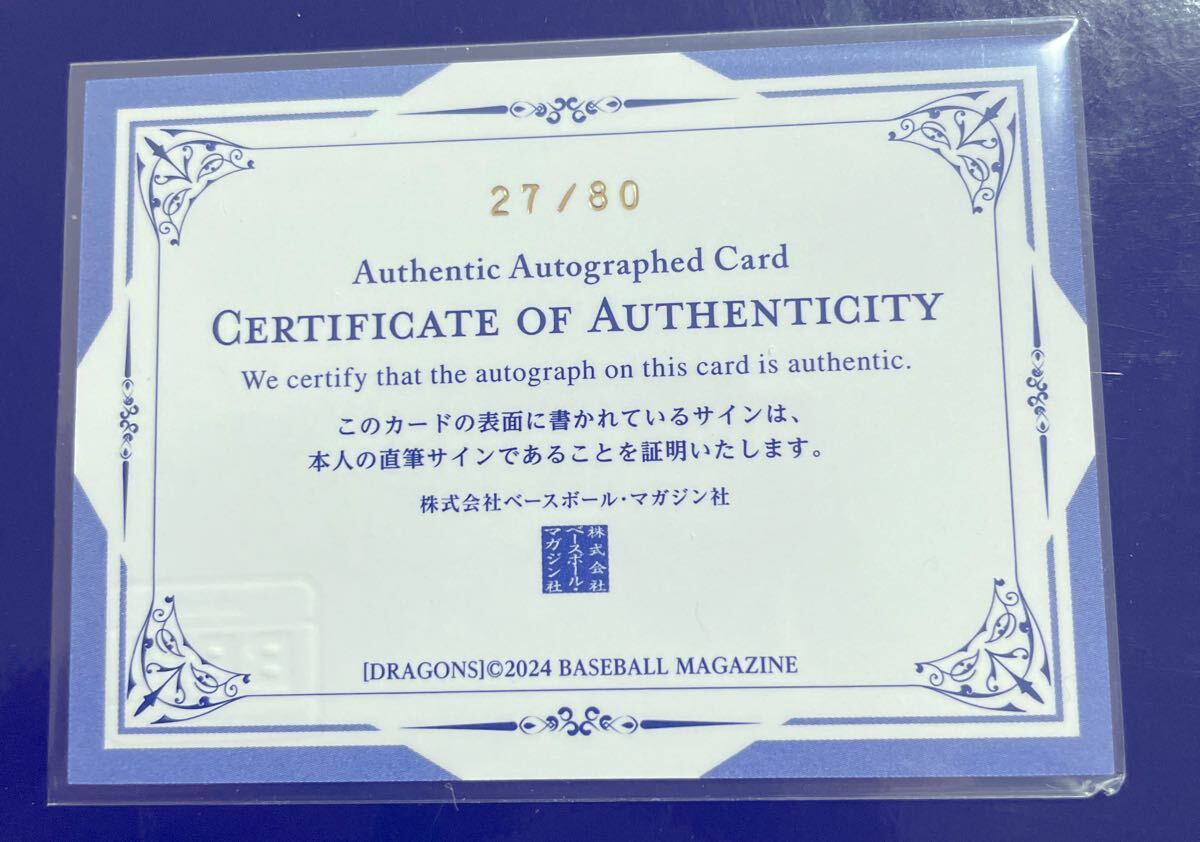 27/80
Authentic Autographed Card
CERTIFICATE OF AUTHENTICITY
We certify that the autograph on this card is authentic.
このカードの表面に書かれているサインは、
本人の直筆サインであることを証明いたします。
株式会社ベースボール・マガジン社
株式会社
ベースボール・
マガジン社
[DRAGONS]©2024 BASEBALL MAGAZINE